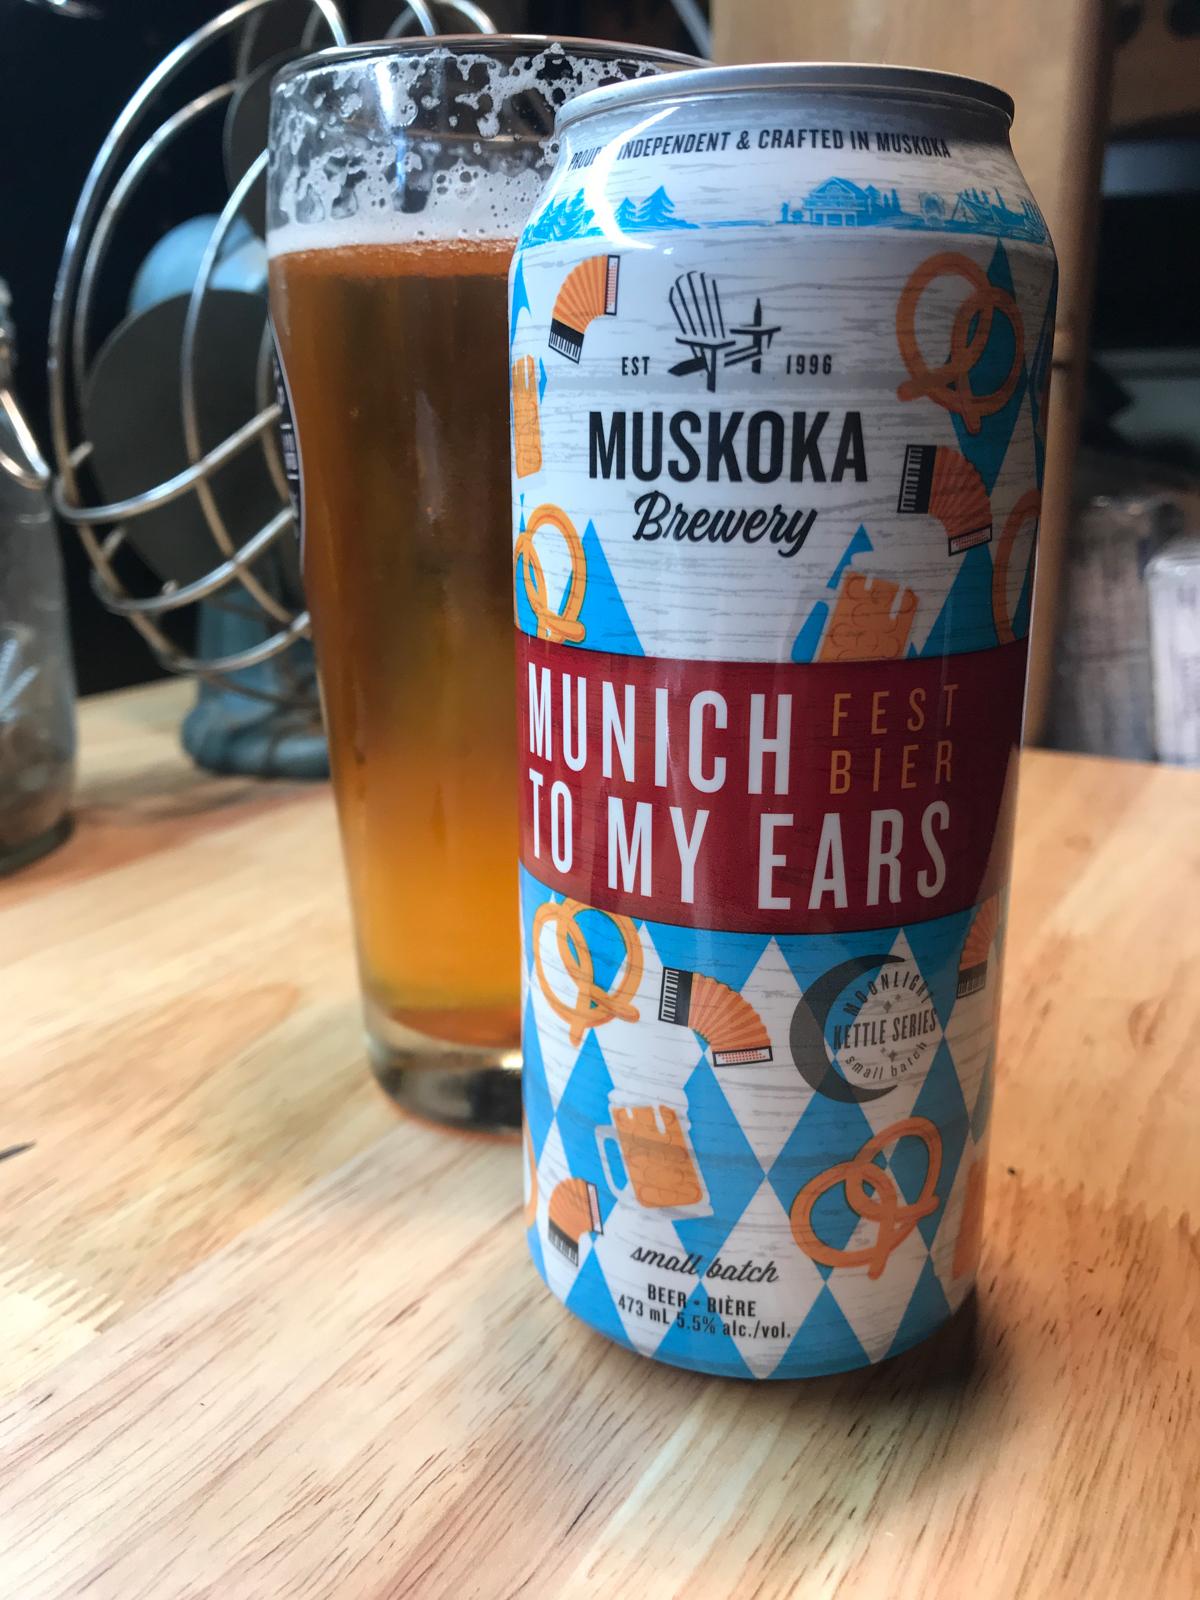 INDEPENDENT & CRAFTED IN MUSKOKA
EST 1996
MUSKOKA
Brewery
MUNICH FEST
BIER
TO MY EARS
MOONLIGHT
KETTLE SERIES
small batch
small batch
BEER - BIÈRE
473 mL 5.5% alc./vol.